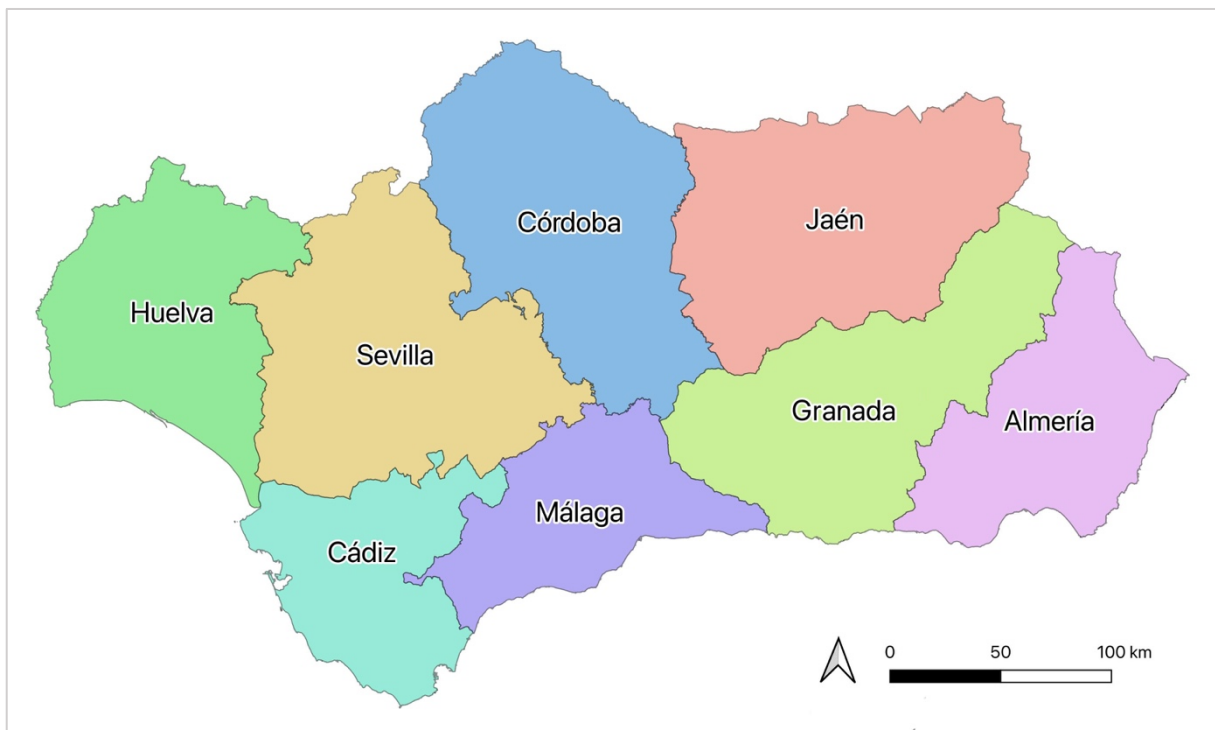 Córdoba
Jaén
Huelva
Sevilla
Granada
Almería
Málaga
Cádiz
0 50 100 km